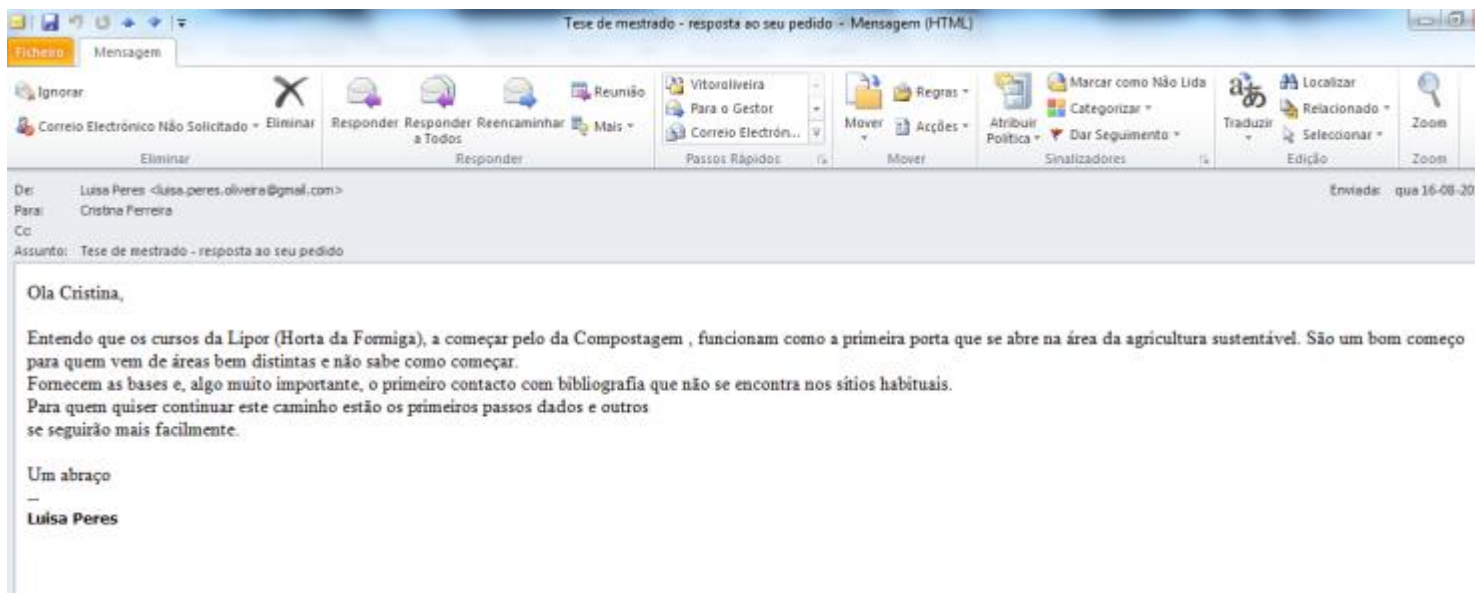 Tese de mestrado - resposta ao seu pedido - Mensagem (HTML)
Ficheiro Mensagem
Ignorar
Correio Electrónico Não Solicitado
Eliminar
Eliminar
Responder
Responder a Todos
Reencaminhar
Reunião
Mais
Responder
Vitoroliveira
Para o Gestor
Correio Electrón...
Passos Rápidos
Mover
Regras
Acções
Mover
Atribuir Política
Marcar como Não Lida
Categorizar
Dar Seguimento
Sinalizadores
Traduzir
Localizar
Relacionado
Seleccionar
Edição
Zoom
Zoom
De: Luisa Peres <luisa.peres.oliveira@gmail.com> Enviada: qua 16-08-20
Para: Cristina Ferreira
Cc:
Assunto: Tese de mestrado - resposta ao seu pedido
Ola Cristina,
Entendo que os cursos da Lipor (Horta da Formiga), a começar pelo da Compostagem , funcionam como a primeira porta que se abre na área da agricultura sustentável. São um bom começo
para quem vem de áreas bem distintas e não sabe como começar.
Fornecem as bases e, algo muito importante, o primeiro contacto com bibliografia que não se encontra nos sítios habituais.
Para quem quiser continuar este caminho estão os primeiros passos dados e outros
se seguirão mais facilmente.
Um abraço
--
Luisa Peres